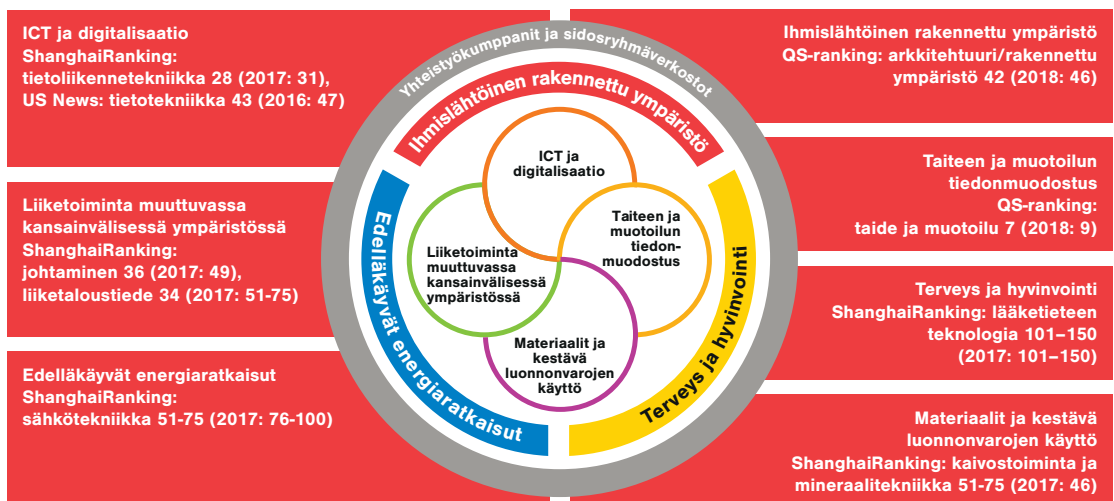 ICT ja digitalisaatio
ShanghaiRanking:
tietoliikennetekniikka 28 (2017: 31),
US News: tietotekniikka 43 (2016: 47)
Liiketoiminta muuttuvassa
kansainvälisessä ympäristössä
ShanghaiRanking:
johtaminen 36 (2017: 49),
liiketaloustiede 34 (2017: 51-75)
Edelläkäyvät energiaratkaisut
ShanghaiRanking:
sähkötekniikka 51-75 (2017: 76-100)
Yhteistyökumppanit ja sidosryhmäverkostot
Ihmislähtöinen rakennettu ympäristö
Edelläkäyvät energiaratkaisut
Terveys ja hyvinvointi
ICT ja
digitalisaatio
Taiteen ja
muotoilun
tiedon-
muodostus
Liiketoiminta
muuttuvassa
kansainvälisessä
ympäristössä
Materiaalit ja
kestävä
luonnonvarojen
käyttö
Ihmislähtöinen rakennettu ympäristö
QS-ranking: arkkitehtuuri/rakennettu
ympäristö 42 (2018: 46)
Taiteen ja muotoilun
tiedonmuodostus
QS-ranking:
taide ja muotoilu 7 (2018: 9)
Terveys ja hyvinvointi
ShanghaiRanking: lääketieteen
teknologia 101–150
(2017: 101–150)
Materiaalit ja kestävä
luonnonvarojen käyttö
ShanghaiRanking: kaivostoiminta ja
mineraalitekniikka 51-75 (2017: 46)